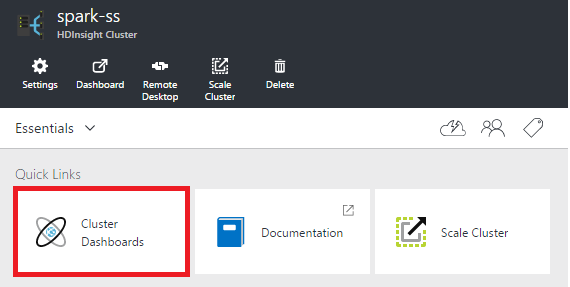 spark-ss
HDInsight Cluster
Settings
Dashboard
Remote
Desktop
Scale
Cluster
Delete
Essentials
Quick Links
Cluster
Dashboards
Documentation
Scale Cluster